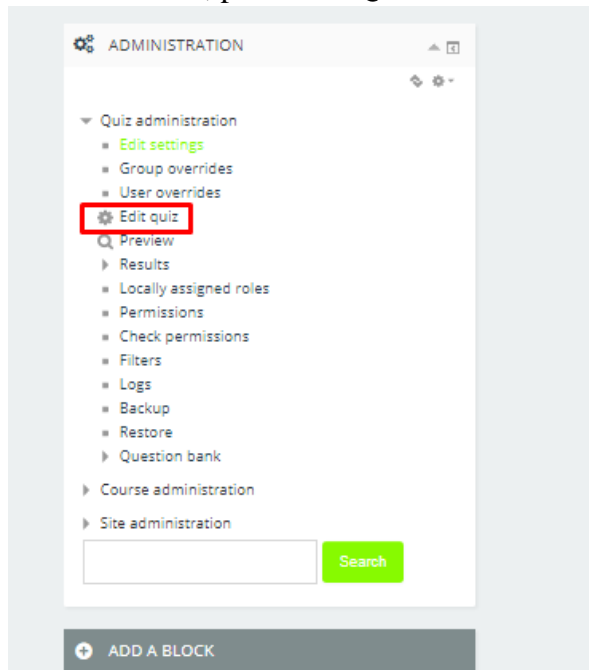 ADMINISTRATION
Quiz administration
Edit settings
Group overrides
User overrides
Edit quiz
Preview
Results
Locally assigned roles
Permissions
Check permissions
Filters
Logs
Backup
Restore
Question bank
Course administration
Site administration
Search
ADD A BLOCK